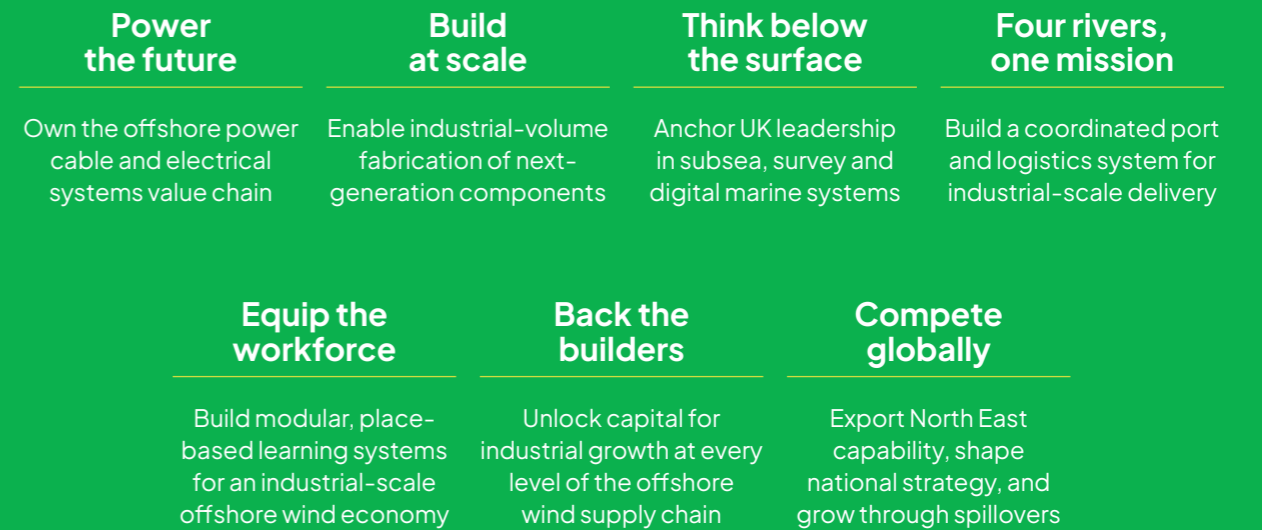 Power
the future
Own the offshore power
cable and electrical
systems value chain
Build
at scale
Enable industrial-volume
fabrication of next-
generation components
Think below
the surface
Anchor UK leadership
in subsea, survey and
digital marine systems
Four rivers,
one mission
Build a coordinated port
and logistics system for
industrial-scale delivery
Equip the
workforce
Build modular, place-
based learning systems
for an industrial-scale
offshore wind economy
Back the
builders
Unlock capital for
industrial growth at every
level of the offshore
wind supply chain
Compete
globally
Export North East
capability, shape
national strategy, and
grow through spillovers